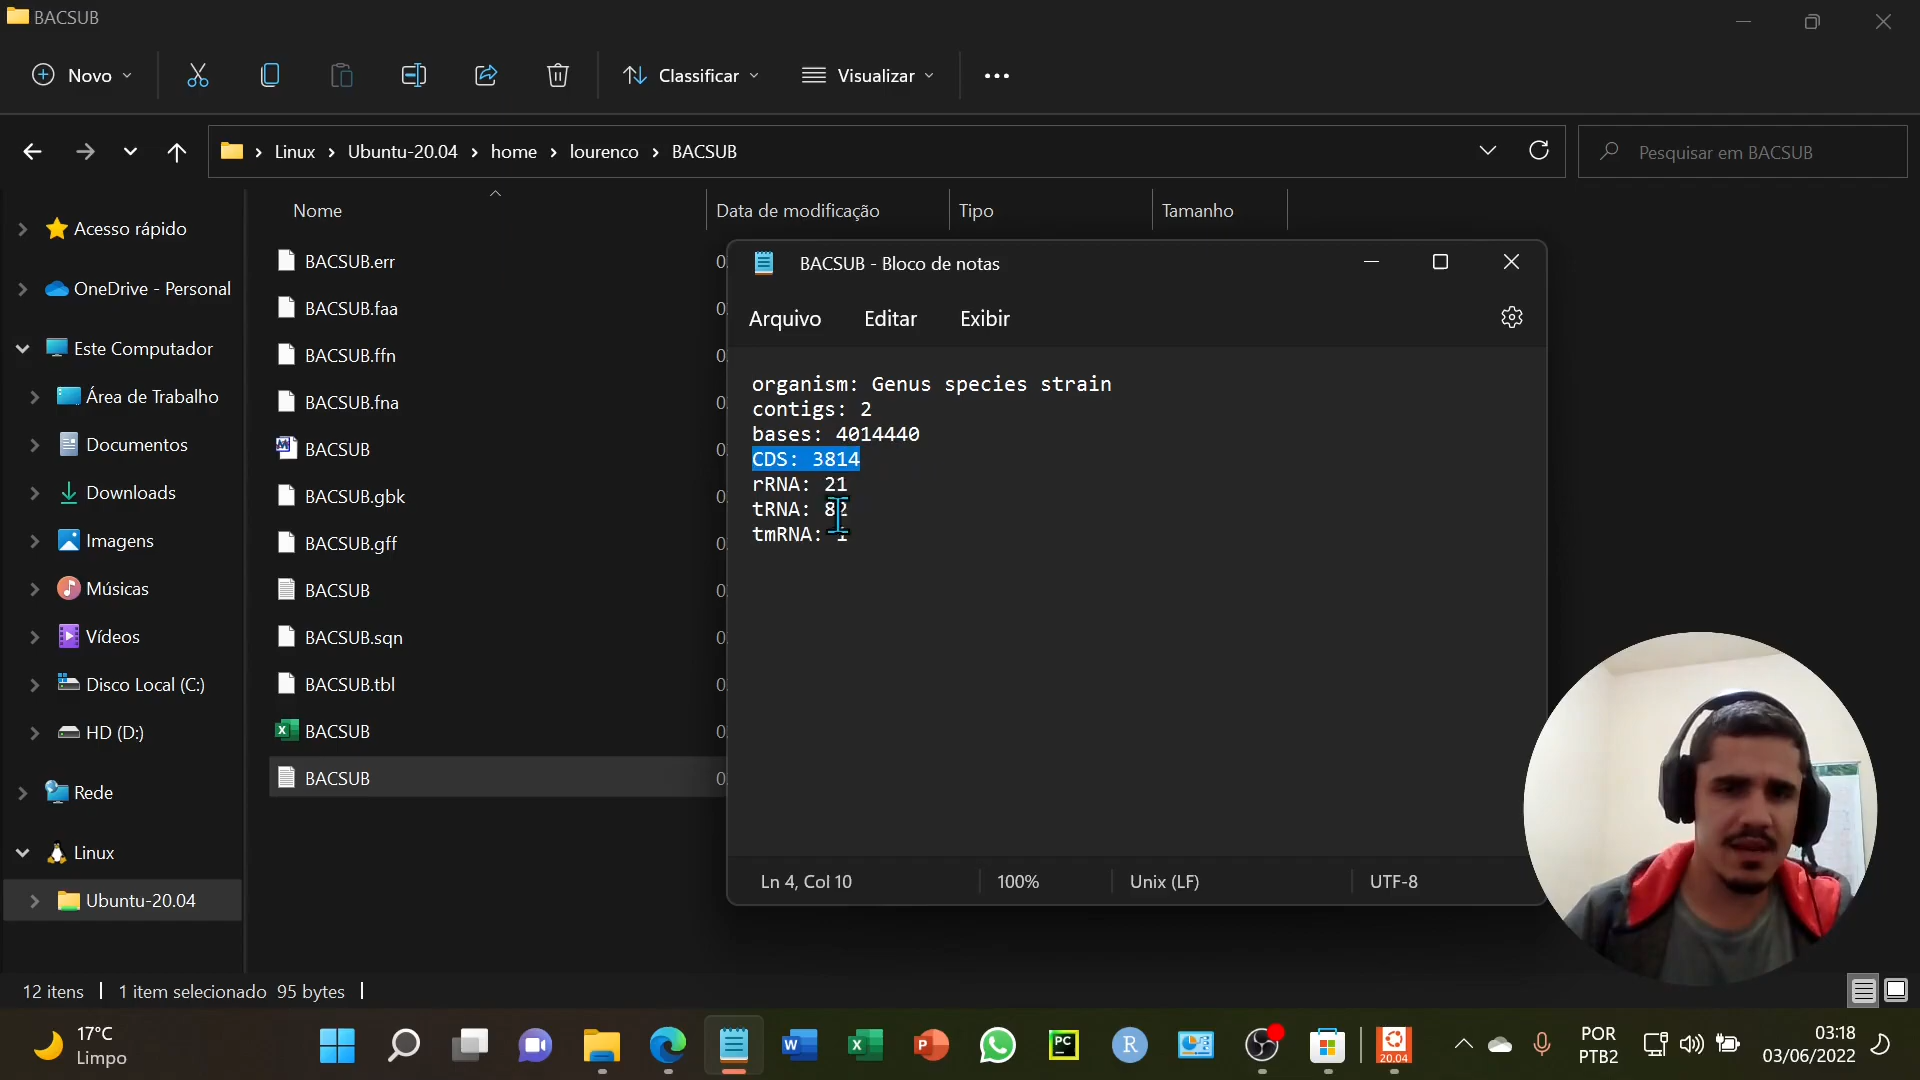 BACSUB
Novo
Classificar
Visualizar
Linux
Ubuntu-20.04
home
lourenco
BACSUB
Pesquisar em BACSUB
Nome
Data de modificação
Tipo
Tamanho
Acesso rápido
OneDrive - Personal
Este Computador
Área de Trabalho
Documentos
Downloads
Imagens
Músicas
Vídeos
Disco Local (C:)
HD (D:)
Rede
Linux
Ubuntu-20.04
BACSUB.err
BACSUB.faa
BACSUB.ffn
BACSUB.fna
BACSUB
BACSUB.gbk
BACSUB.gff
BACSUB
BACSUB.sqn
BACSUB.tbl
BACSUB
BACSUB
BACSUB - Bloco de notas
Arquivo
Editar
Exibir
organism: Genus species strain
contigs: 2
bases: 4014440
CDS: 3814
rRNA: 21
tRNA: 82
tmRNA: 1
Ln 4, Col 10
100%
Unix (LF)
UTF-8
12 itens
1 item selecionado 95 bytes
17°C
Limpo
20.04
POR
PTB2
03:18
03/06/2022